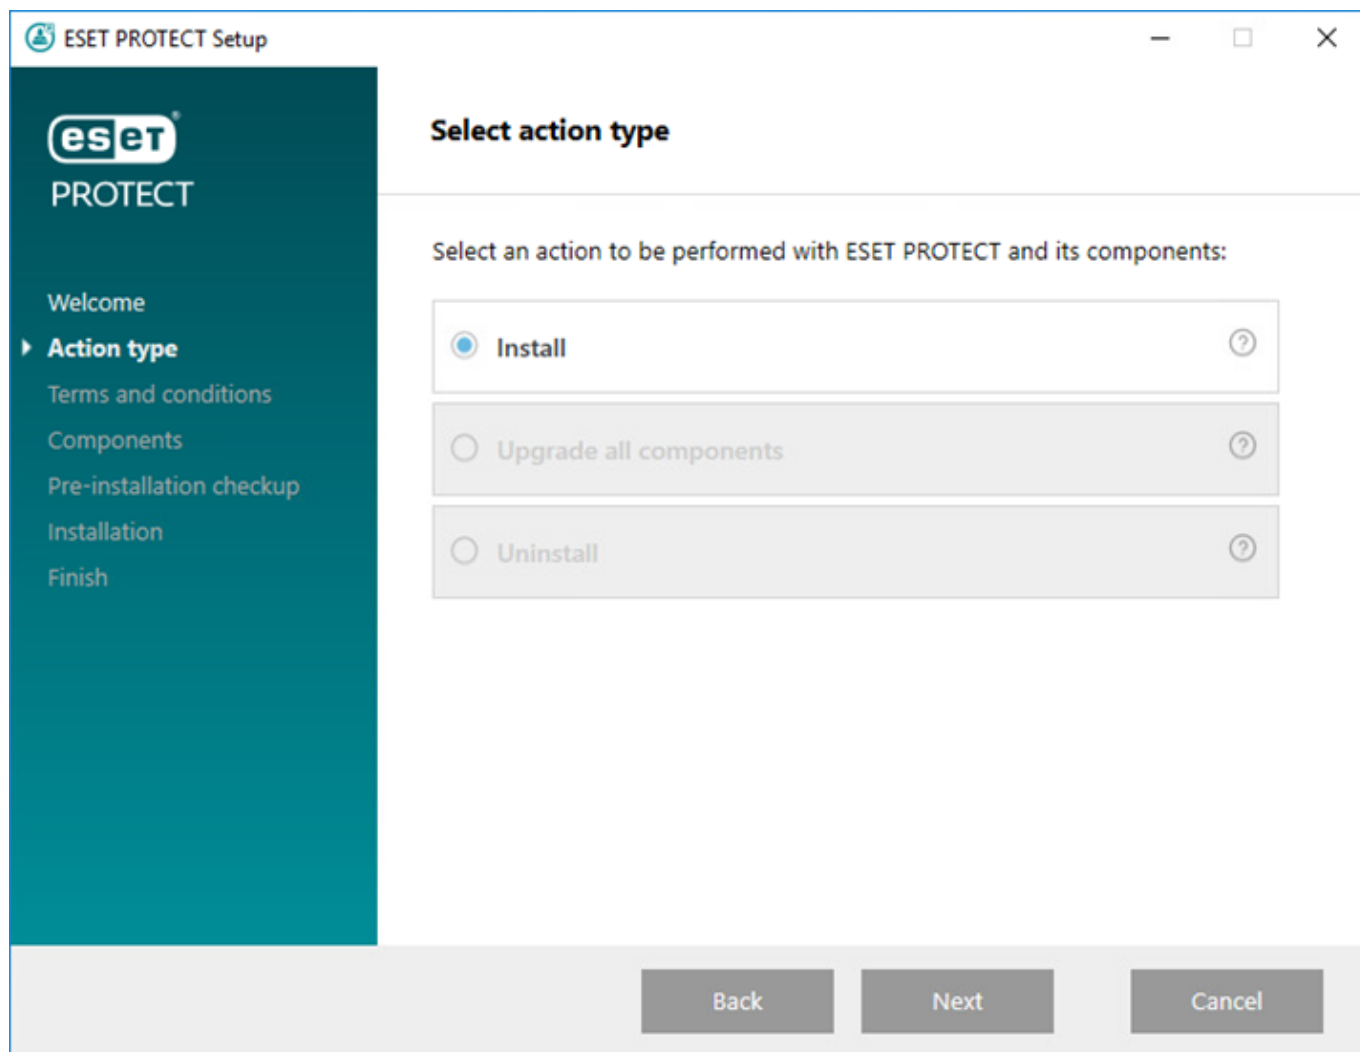 ESET PROTECT Setup
eset®
PROTECT
Welcome
Action type
Terms and conditions
Components
Pre-installation checkup
Installation
Finish
Select action type
Select an action to be performed with ESET PROTECT and its components:
Install
Upgrade all components
Uninstall
Back
Next
Cancel